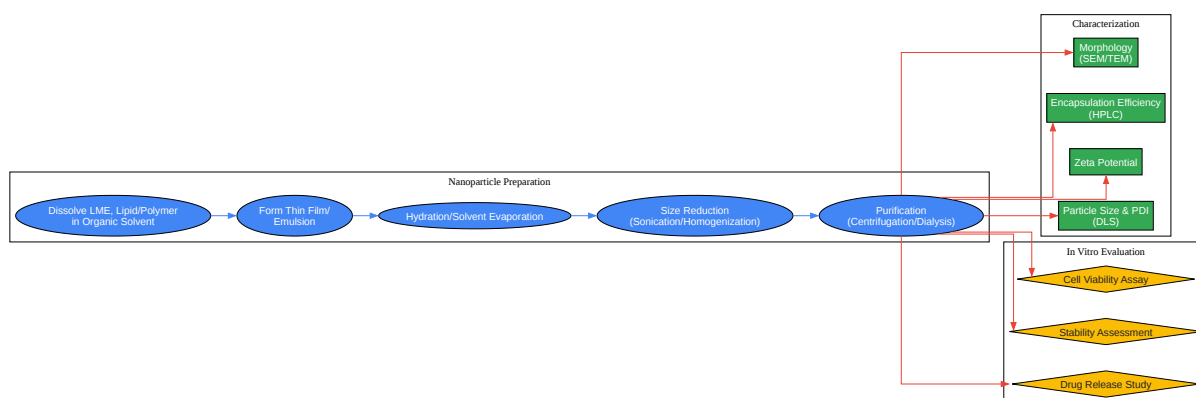 Characterization
Morphology
(SEM/TEM)
Encapsulation Efficiency
(HPLC)
Zeta Potential
Particle Size & PDI
(DLS)
Nanoparticle Preparation
Dissolve LME, Lipid/Polymer
in Organic Solvent
Form Thin Film/
Emulsion
Hydration/Solvent Evaporation
Size Reduction
(Sonication/Homogenization)
Purification
(Centrifugation/Dialysis)
In Vitro Evaluation
Cell Viability Assay
Stability Assessment
Drug Release Study